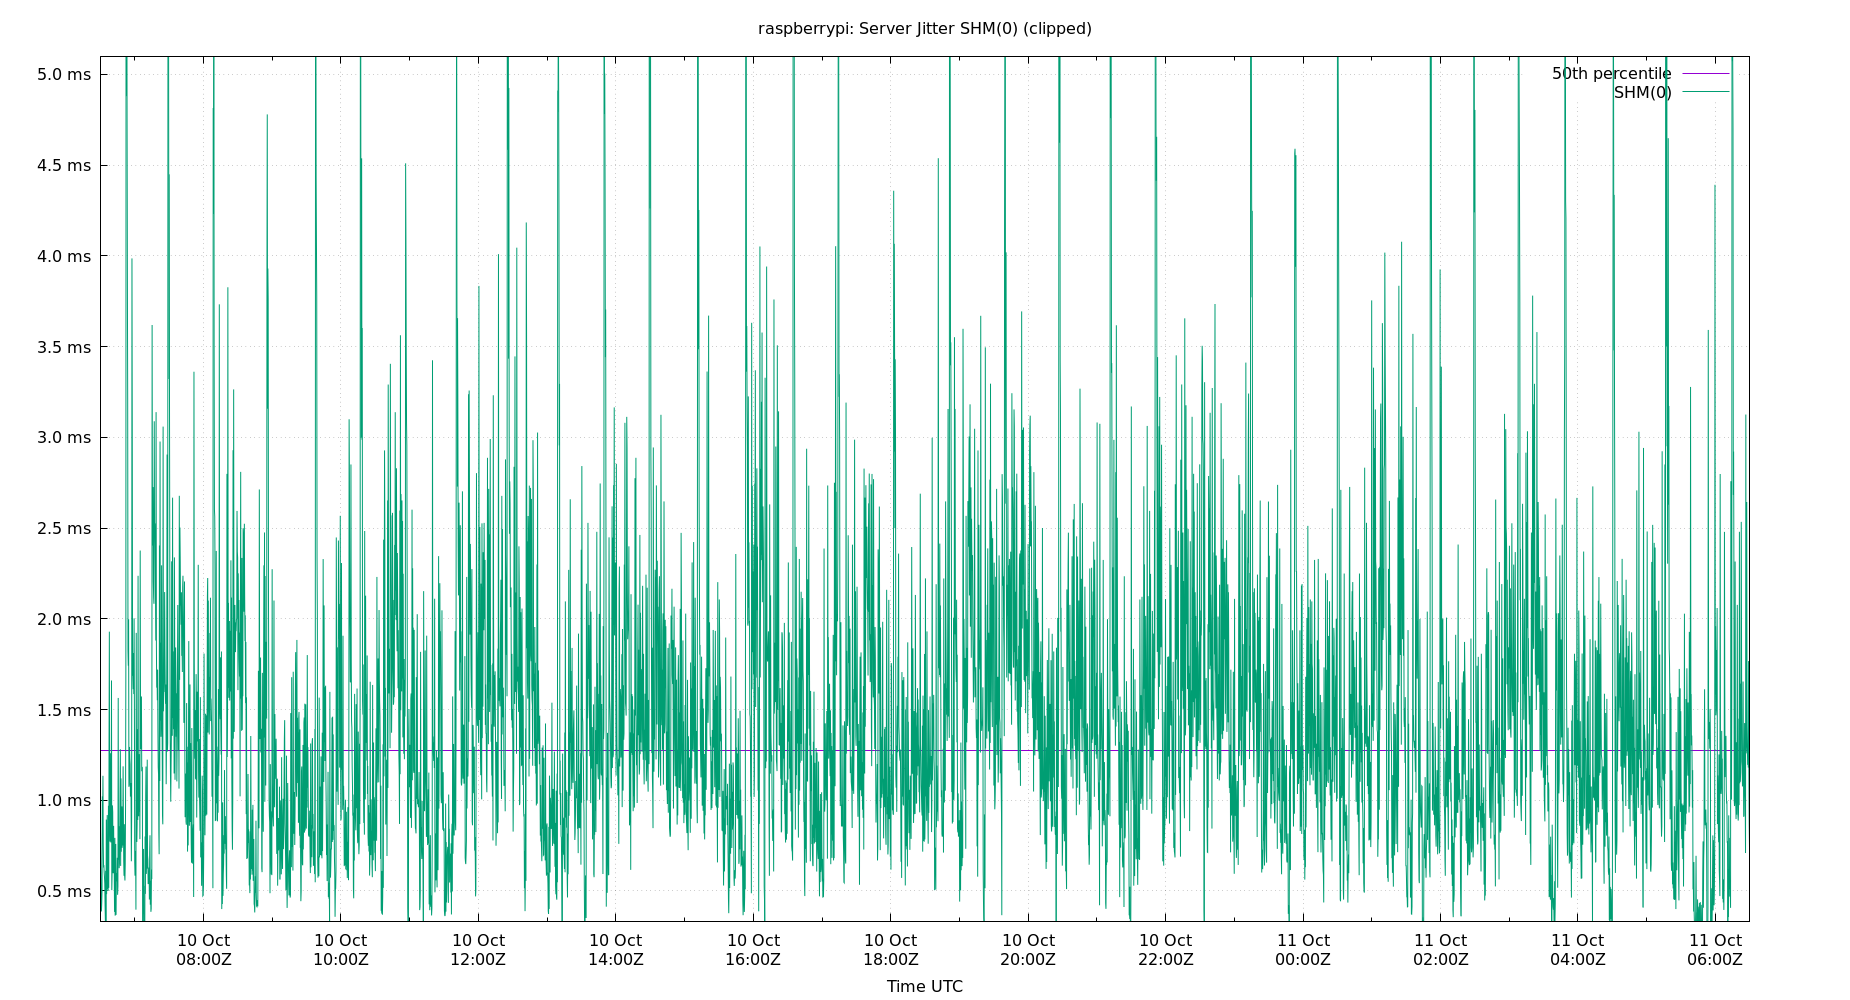 raspberrypi: Server Jitter SHM(0) (clipped)
5.0 ms
4.5 ms
4.0 ms
3.5 ms
3.0 ms
2.5 ms
2.0 ms
1.5 ms
1.0 ms
0.5 ms
50th percentile
SHM(0)
10 Oct 10 Oct 10 Oct 10 Oct 10 Oct 10 Oct 10 Oct 10 Oct 11 Oct 11 Oct 11 Oct 11 Oct
08:00Z 10:00Z 12:00Z 14:00Z 16:00Z 18:00Z 20:00Z 22:00Z 00:00Z 02:00Z 04:00Z 06:00Z
Time UTC